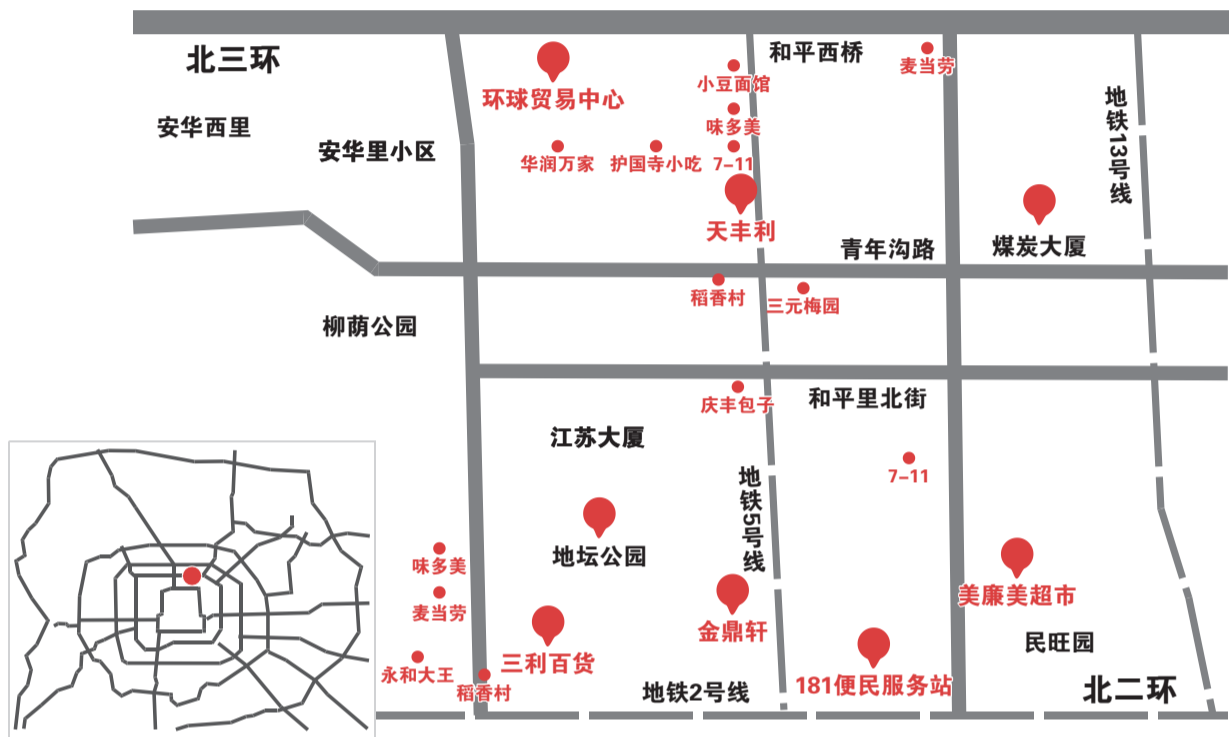 北三环
和平西桥
麦当劳
小豆面馆
环球贸易中心
地铁13号线
安华西里
味多美
安华里小区
华润万家
护国寺小吃
7-11
天丰利
青年沟路
煤炭大厦
稻香村
三元梅园
柳荫公园
庆丰包子
和平里北街
江苏大厦
7-11
地铁5号线
地坛公园
味多美
美廉美超市
麦当劳
金鼎轩
民旺园
三利百货
永和大王
稻香村
地铁2号线
181便民服务站
北二环